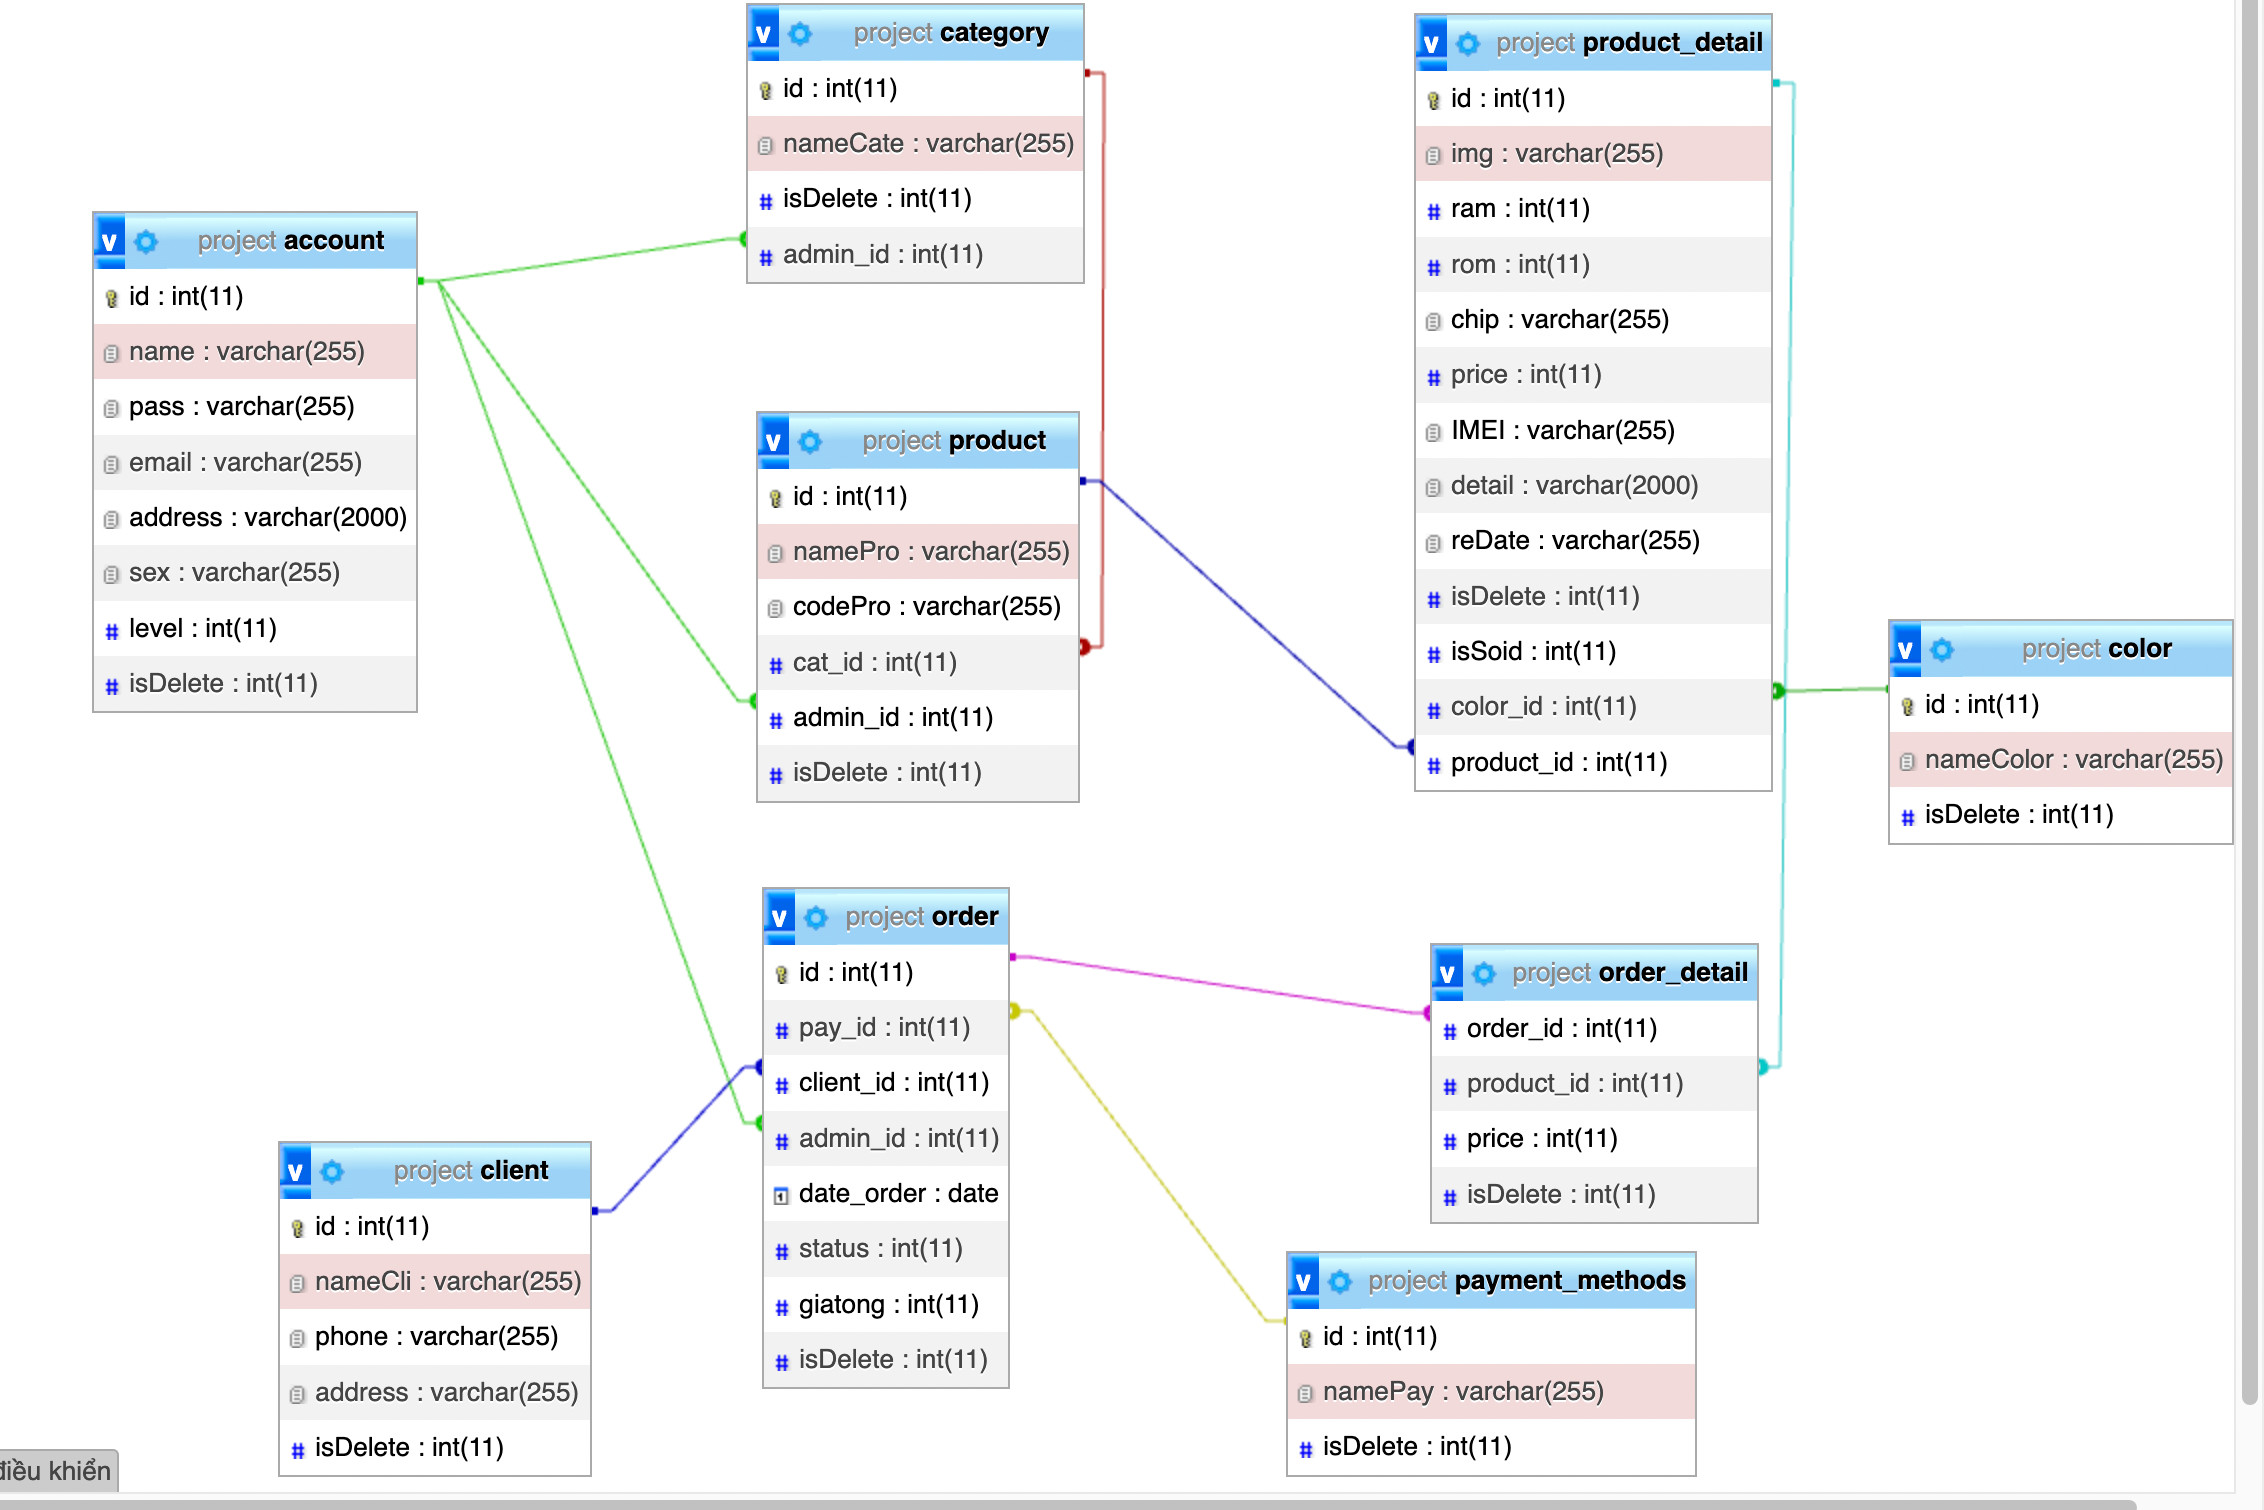 project category
id : int(11)
nameCate : varchar(255)
isDelete : int(11)
admin_id : int(11)
project product_detail
id : int(11)
img : varchar(255)
ram : int(11)
rom : int(11)
chip : varchar(255)
price : int(11)
IMEI : varchar(255)
detail : varchar(2000)
reDate : varchar(255)
isDelete : int(11)
isSoid : int(11)
color_id : int(11)
product_id : int(11)
project account
id : int(11)
name : varchar(255)
pass : varchar(255)
email : varchar(255)
address : varchar(2000)
sex : varchar(255)
level : int(11)
isDelete : int(11)
project product
id : int(11)
namePro : varchar(255)
codePro : varchar(255)
cat_id : int(11)
admin_id : int(11)
isDelete : int(11)
project color
id : int(11)
nameColor : varchar(255)
isDelete : int(11)
project order
id : int(11)
pay_id : int(11)
client_id : int(11)
admin_id : int(11)
date_order : date
status : int(11)
giatong : int(11)
isDelete : int(11)
project order_detail
order_id : int(11)
product_id : int(11)
price : int(11)
isDelete : int(11)
project client
id : int(11)
nameCli : varchar(255)
phone : varchar(255)
address : varchar(255)
isDelete : int(11)
project payment_methods
id : int(11)
namePay : varchar(255)
isDelete : int(11)
điều khiển